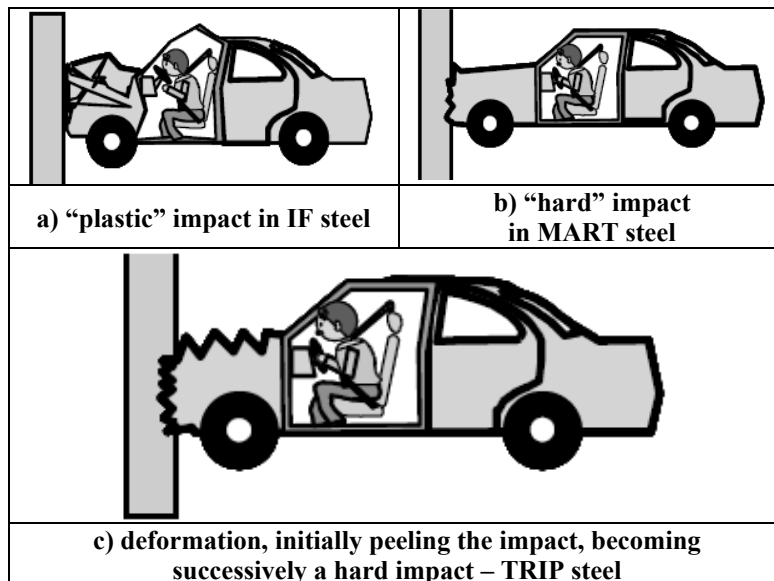 a) “plastic” impact in IF steel
b) “hard” impact
in MART steel
c) deformation, initially peeling the impact, becoming
successively a hard impact – TRIP steel